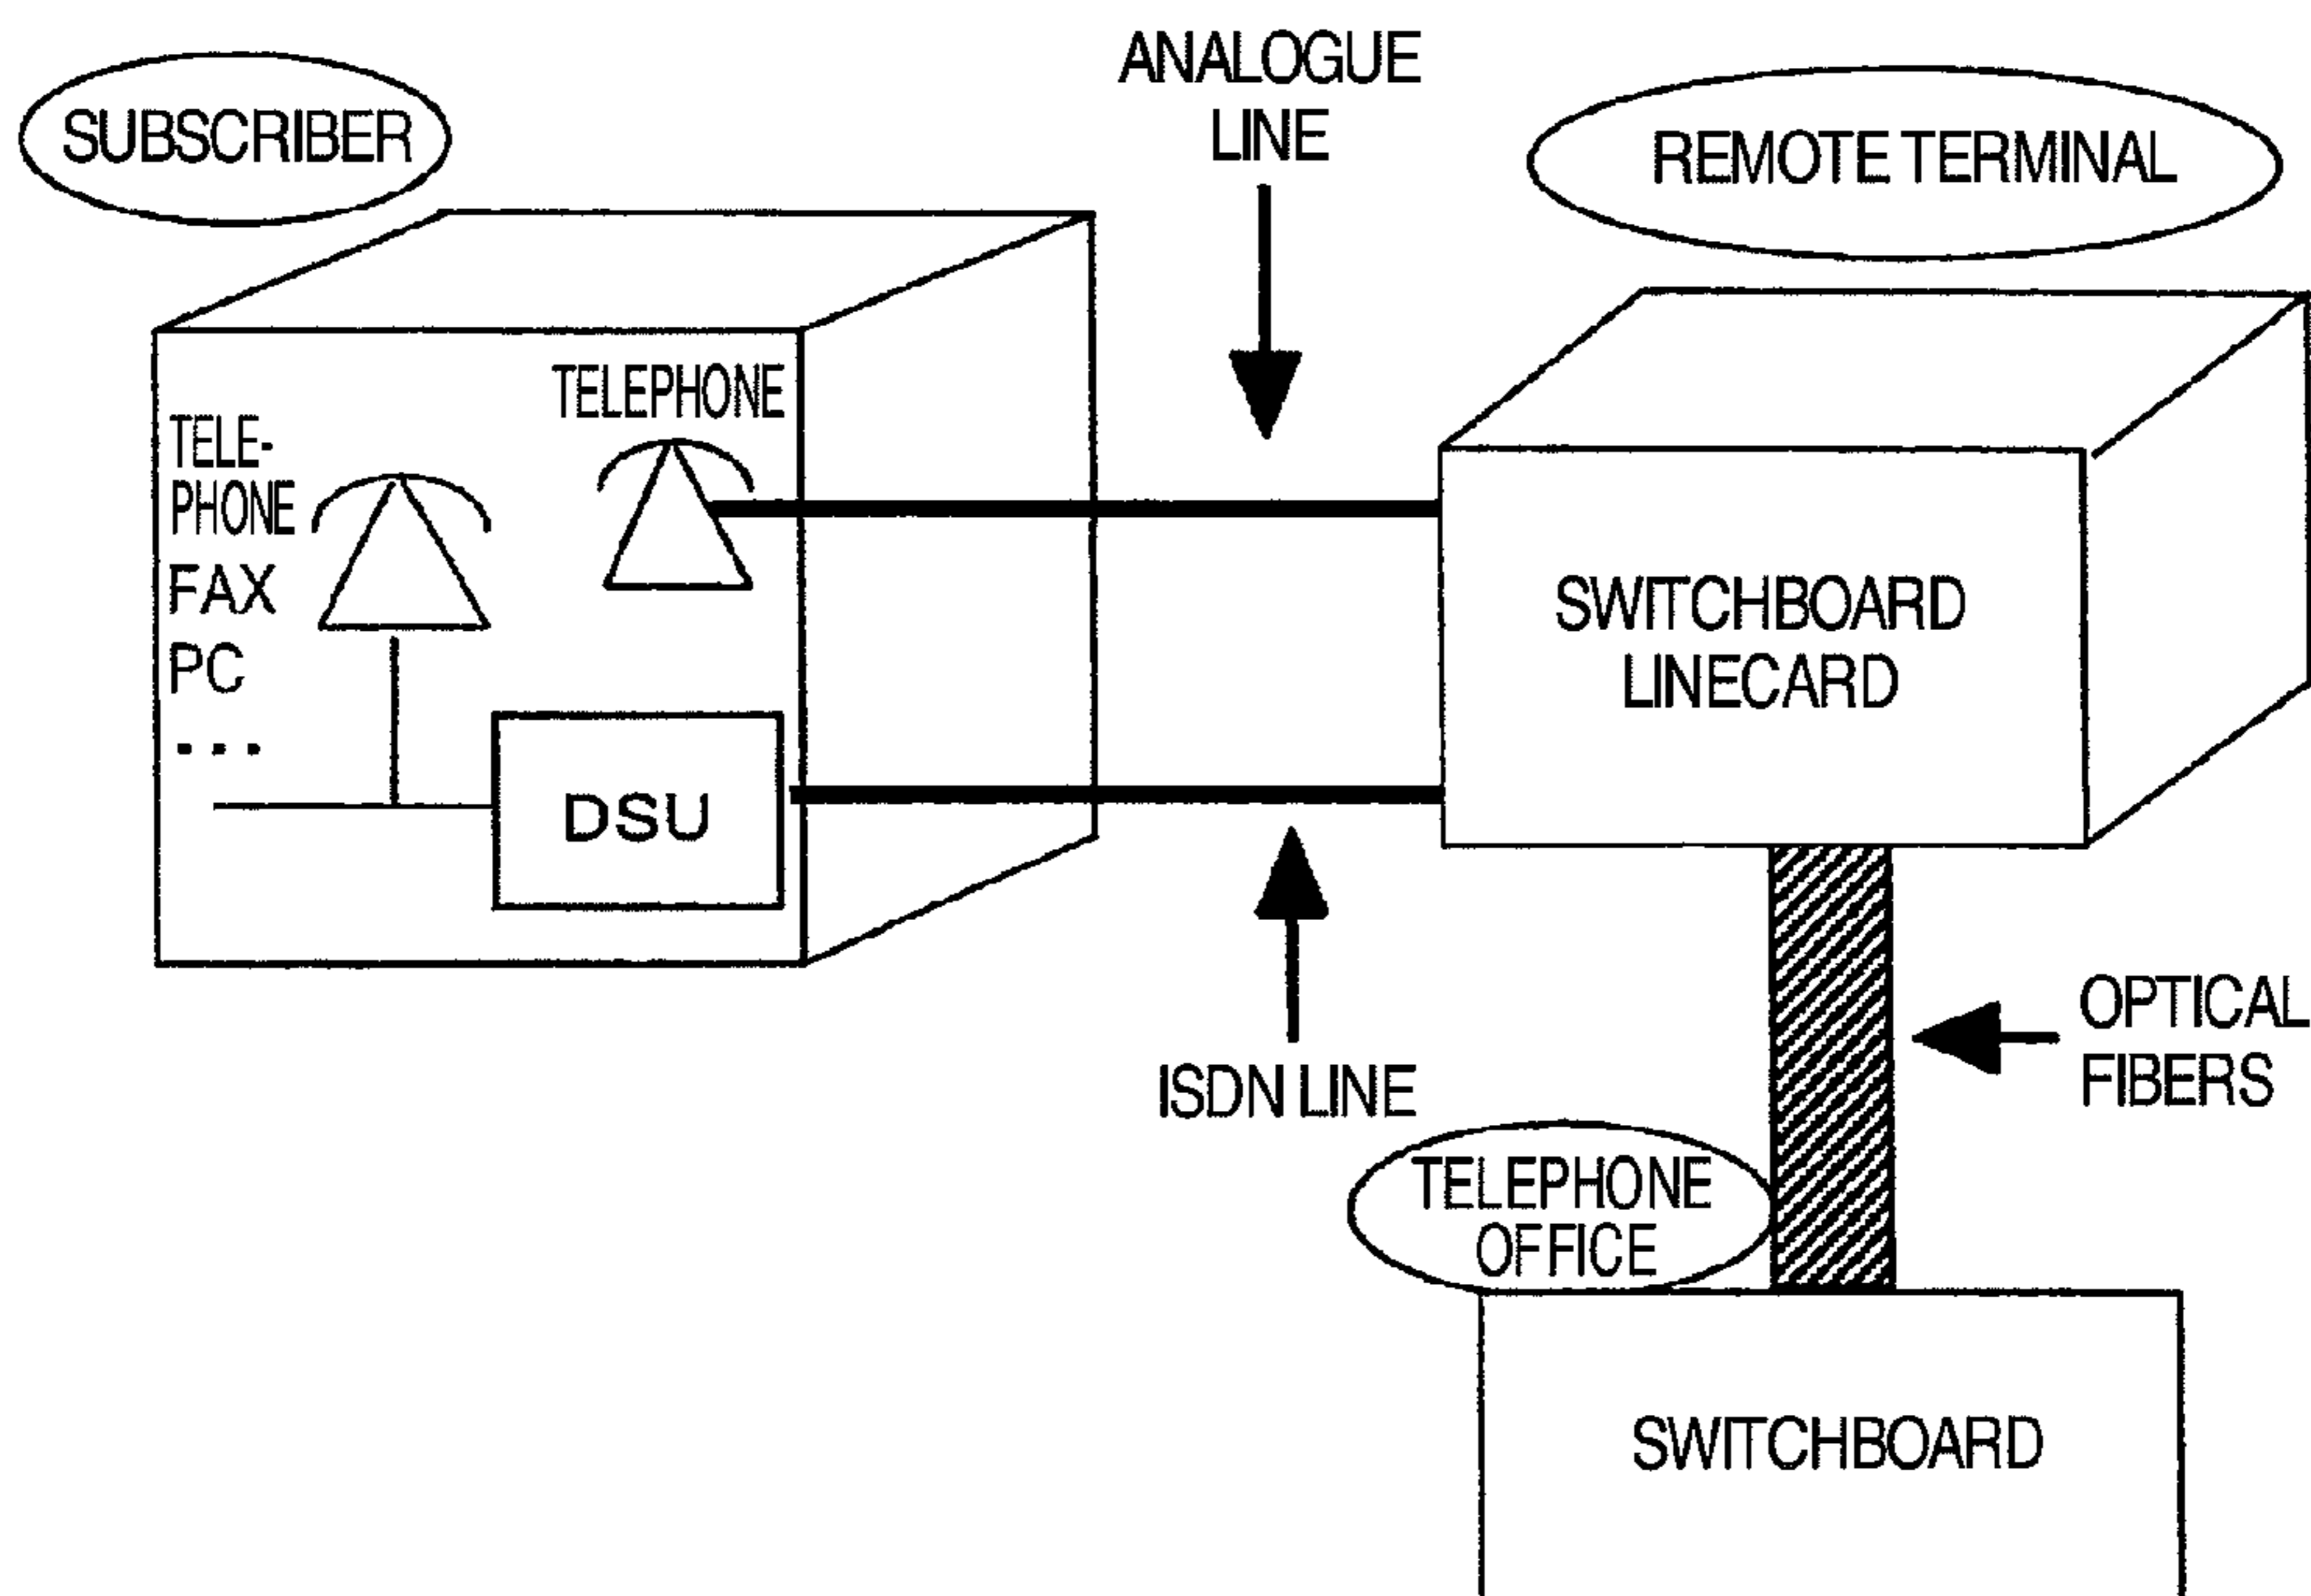 SUBSCRIBER
ANALOGUE
LINE
REMOTE TERMINAL
TELEPHONE
TELE-
PHONE
FAX
PC
...
DSU
SWITCHBOARD
LINECARD
ISDN LINE
OPTICAL
FIBERS
TELEPHONE
OFFICE
SWITCHBOARD